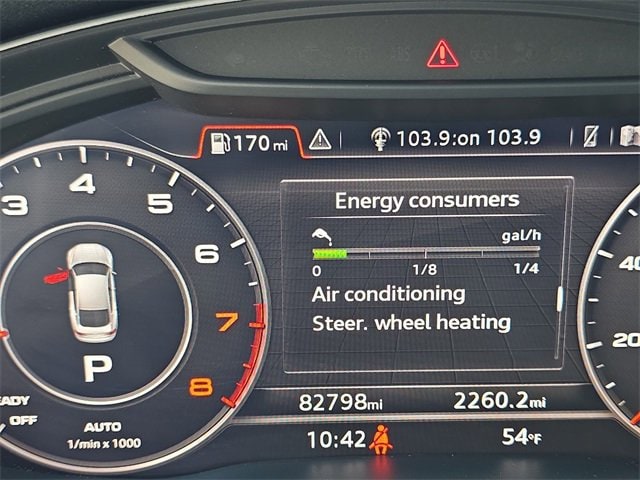 170 mi 103.9:on 103.9
Energy consumers
gal/h
0 1/8 1/4
Air conditioning
Steer. wheel heating
3 4 5 6 7 8
P
EADY
OFF
AUTO
1/min x 1000
40
20
82798mi 2260.2mi
10:42 54°F